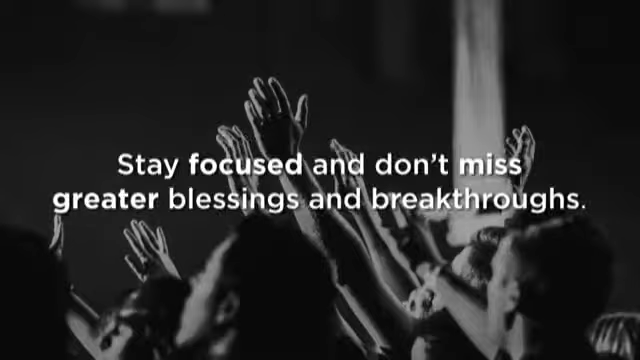 Stay focused and don't miss
greater blessings and breakthroughs.